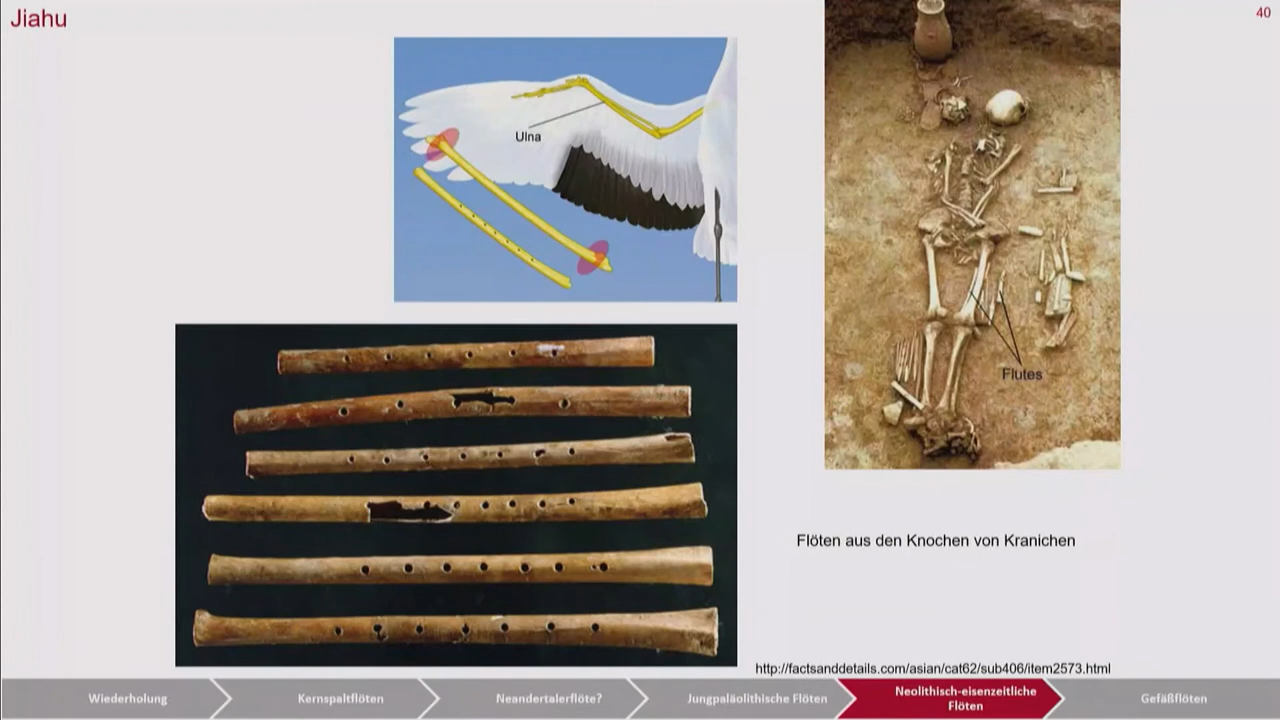 Jiahu
40
Ulna
Flutes
Flöten aus den Knochen von Kranichen
http://factsanddetails.com/asian/cat62/sub406/item2573.html
Wiederholung
Kernspaltflöten
Neandertalerflöte?
Jungpaläolithische Flöten
Neolithisch-eisenzeitliche
Flöten
Gefäßflöten